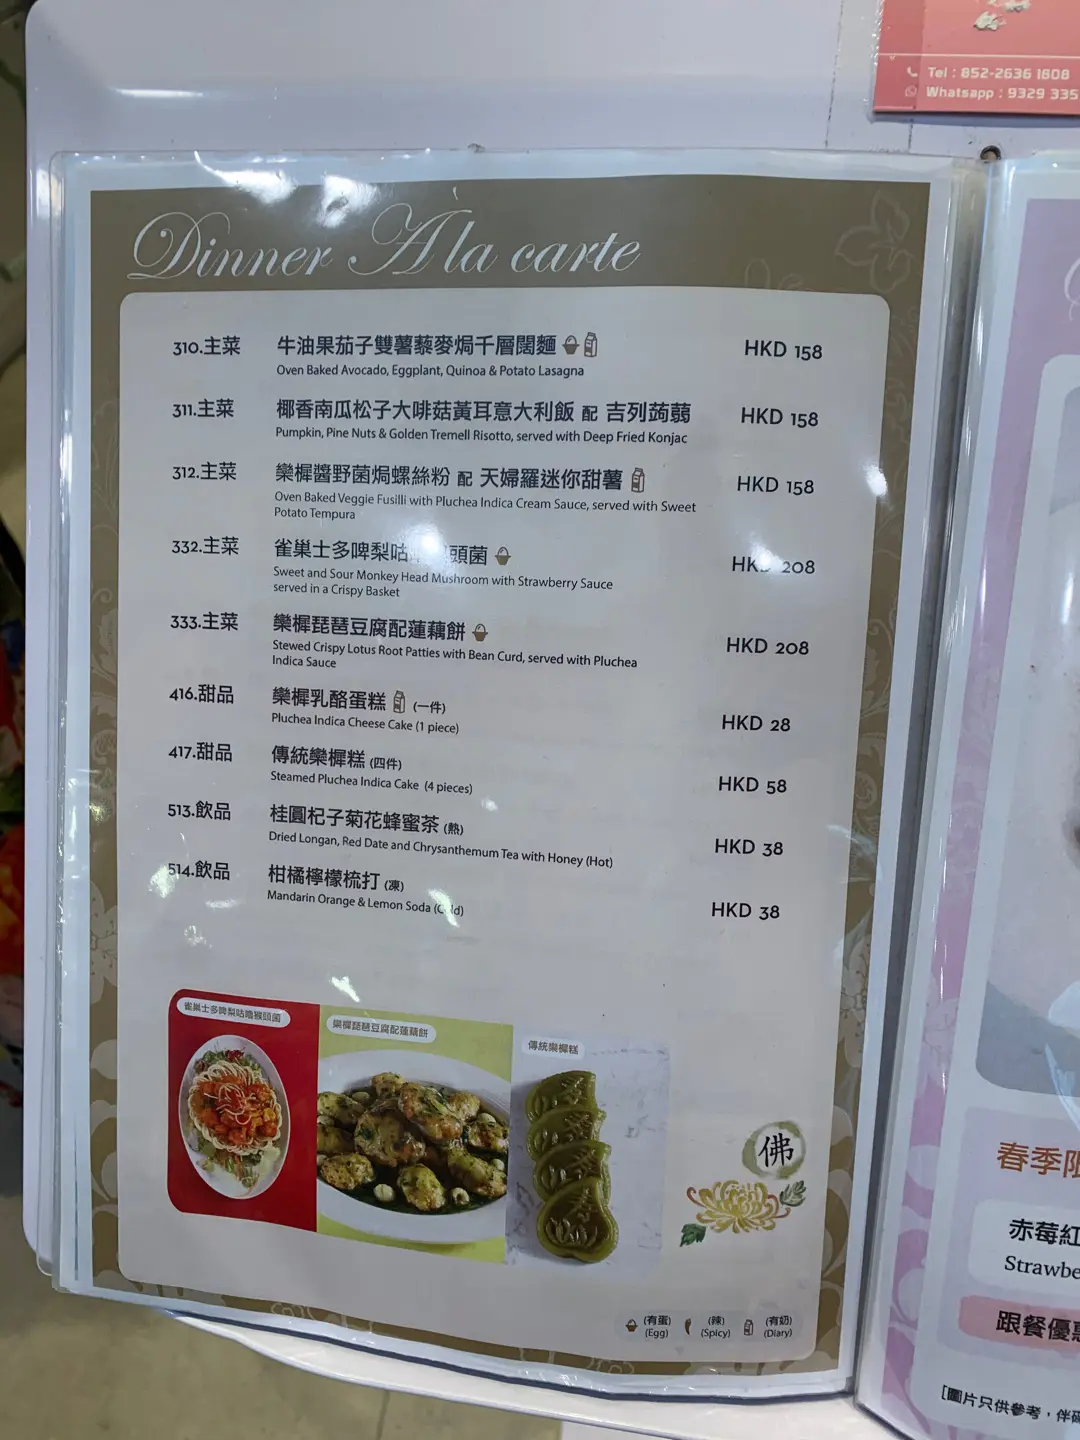 Tel : 852-2636 1808
Whatsapp : 9329 335
Dinner À la carte
310.主菜 牛油果茄子雙薯藜麥焗千層闊麵 HKD 158
Oven Baked Avocado, Eggplant, Quinoa & Potato Lasagna
311.主菜 椰香南瓜松子大啡菇黃耳意大利飯 配 吉列蒟蒻 HKD 158
Pumpkin, Pine Nuts & Golden Tremell Risotto, served with Deep Fried Konjac
312.主菜 欒樨醬野菌焗螺絲粉 配 天婦羅迷你甜薯 HKD 158
Oven Baked Veggie Fusilli with Pluchea Indica Cream Sauce, served with Sweet
Potato Tempura
332.主菜 雀巢士多啤梨咕 頭菌 HKD 208
Sweet and Sour Monkey Head Mushroom with Strawberry Sauce
served in a Crispy Basket
333.主菜 欒樨琵琶豆腐配蓮藕餅 HKD 208
Stewed Crispy Lotus Root Patties with Bean Curd, served with Pluchea
Indica Sauce
416.甜品 欒樨乳酪蛋糕 (一件) HKD 28
Pluchea Indica Cheese Cake (1 piece)
417.甜品 傳統欒樨糕 (四件) HKD 58
Steamed Pluchea Indica Cake (4 pieces)
513.飲品 桂圓杞子菊花蜂蜜茶 (熱) HKD 38
Dried Longan, Red Date and Chrysanthemum Tea with Honey (Hot)
514.飲品 柑橘檸檬梳打 (凍) HKD 38
Mandarin Orange & Lemon Soda (Cold)
雀巢士多啤梨咕嚕猴頭菌
欒樨琵琶豆腐配蓮藕餅
傳統欒樨糕
佛
(有蛋) (辣) (有奶)
(Egg) (Spicy) (Diary)
春季限
赤莓紅
Strawbe
跟餐優惠
[圖片只供參考，伴碟